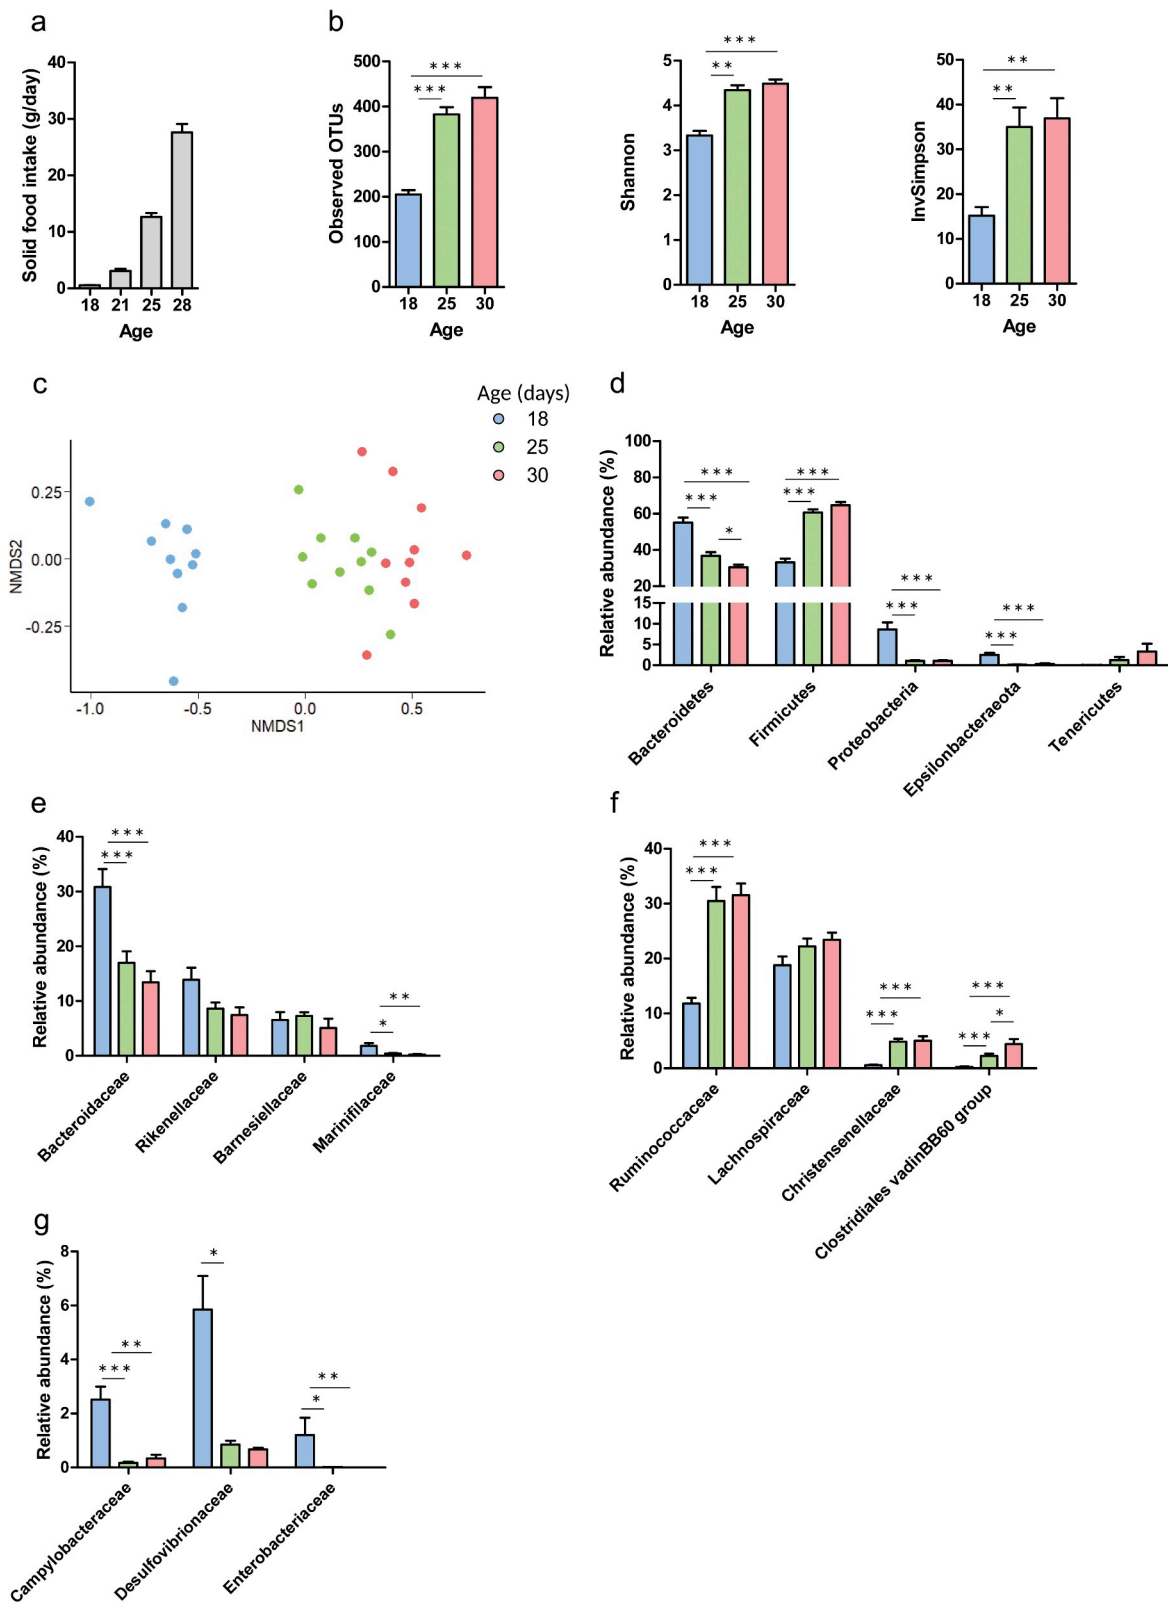 a
Solid food intake (g/day)
40
30
20
10
0
18 21 25 28
Age
b
Observed OTUs
500
400
300
200
100
0
***
***
18 25 30
Age
Shannon
5
4
3
2
1
0
***
**
18 25 30
Age
InvSimpson
50
40
30
20
10
0
**
**
18 25 30
Age
c
Age (days)
18
25
30
NMDS2
0.25
0.00
-0.25
-1.0 -0.5 0.0 0.5
NMDS1
d
Relative abundance (%)
100
80
60
40
20
15
10
5
0
***
***
*
***
***
***
***
***
***
Bacteroidetes
Firmicutes
Proteobacteria
Epsilonbacteraeota
Tenericutes
e
Relative abundance (%)
40
30
20
10
0
***
***
**
*
Bacteroidaceae
Rikenellaceae
Barnesiellaceae
Marinifilaceae
f
Relative abundance (%)
40
30
20
10
0
***
***
***
***
***
*
***
Ruminococcaceae
Lachnospiraceae
Christensenellaceae
Clostridiales vadinBB60 group
g
Relative abundance (%)
8
6
4
2
0
**
***
*
**
*
Campylobacteraceae
Desulfovibrionaceae
Enterobacteriaceae